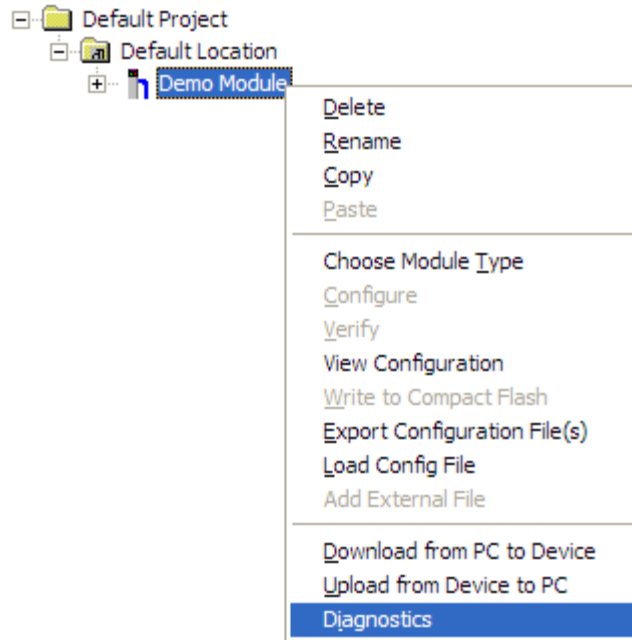 Default Project
Default Location
Demo Module
Delete
Rename
Copy
Paste
Choose Module Type
Configure
Verify
View Configuration
Write to Compact Flash
Export Configuration File(s)
Load Config File
Add External File
Download from PC to Device
Upload from Device to PC
Diagnostics